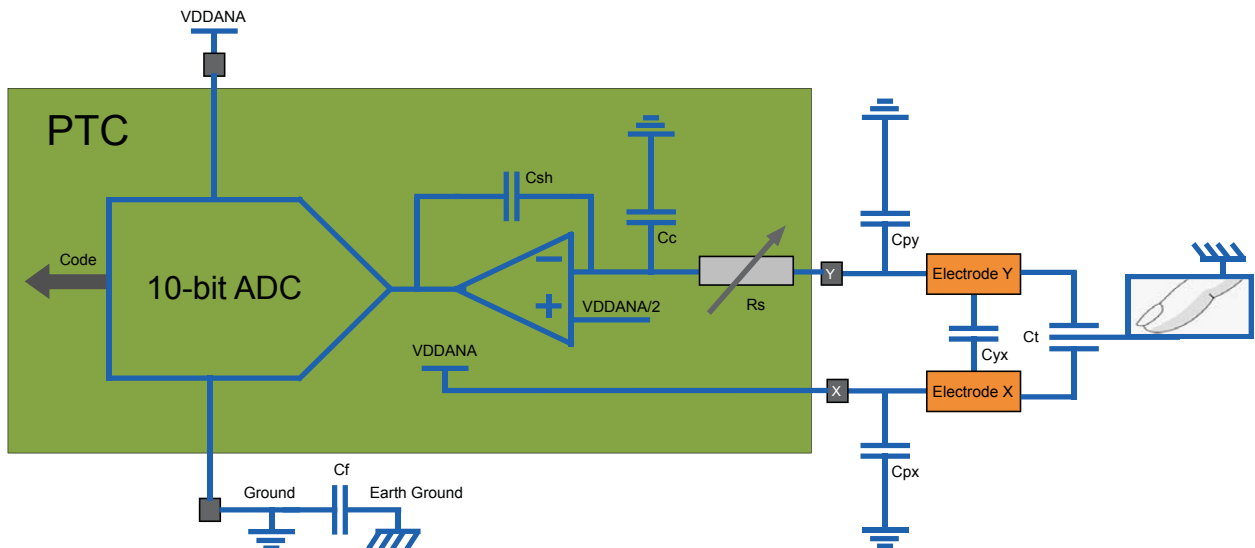 VDDANA
PTC
Csh
Cc
Cpy
Code
10-bit ADC
−
+
VDDANA/2
Rs
Y
Electrode Y
Cyx
Ct
VDDANA
X
Electrode X
Cpx
Cf
Ground
Earth Ground